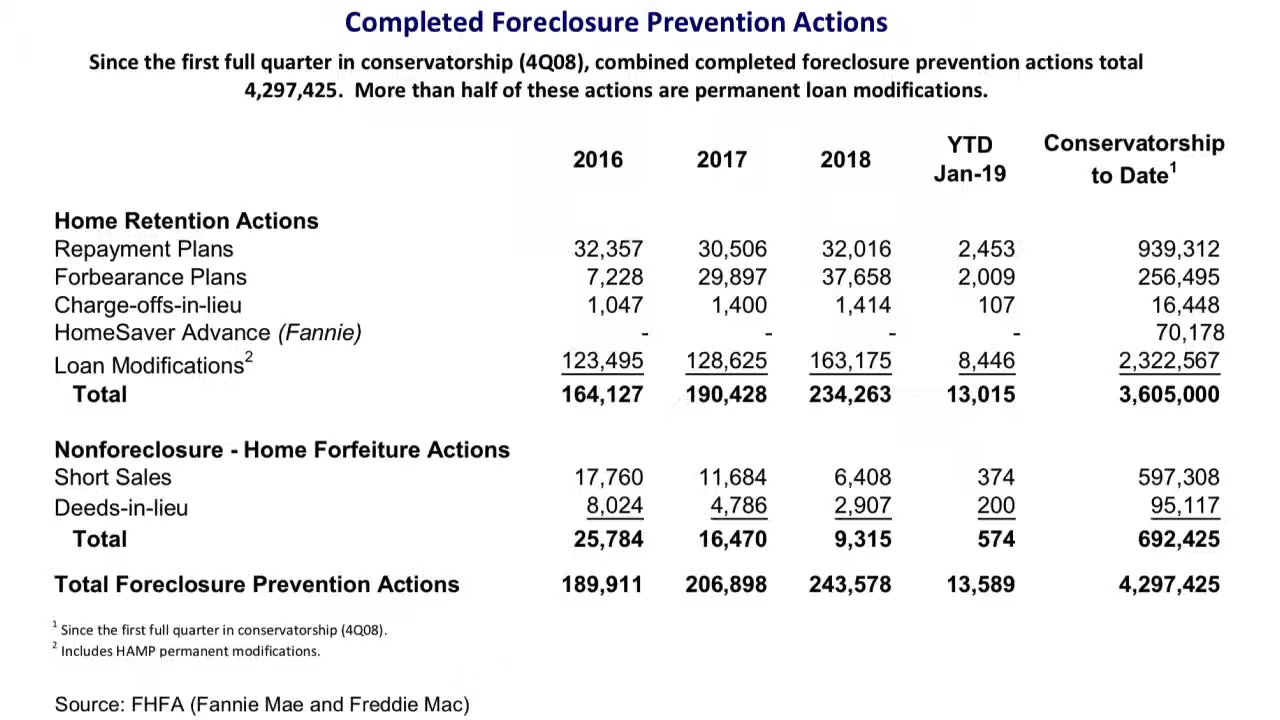 Completed Foreclosure Prevention Actions
Since the first full quarter in conservatorship (4Q08), combined completed foreclosure prevention actions total
4,297,425. More than half of these actions are permanent loan modifications.
2016 2017 2018 YTD Jan-19 Conservatorship to Date1
Home Retention Actions
Repayment Plans 32,357 30,506 32,016 2,453 939,312
Forbearance Plans 7,228 29,897 37,658 2,009 256,495
Charge-offs-in-lieu 1,047 1,400 1,414 107 16,448
HomeSaver Advance (Fannie) - - - - 70,178
Loan Modifications2 123,495 128,625 163,175 8,446 2,322,567
Total 164,127 190,428 234,263 13,015 3,605,000
Nonforeclosure - Home Forfeiture Actions
Short Sales 17,760 11,684 6,408 374 597,308
Deeds-in-lieu 8,024 4,786 2,907 200 95,117
Total 25,784 16,470 9,315 574 692,425
Total Foreclosure Prevention Actions 189,911 206,898 243,578 13,589 4,297,425
1 Since the first full quarter in conservatorship (4Q08).
2 Includes HAMP permanent modifications.
Source: FHFA (Fannie Mae and Freddie Mac)